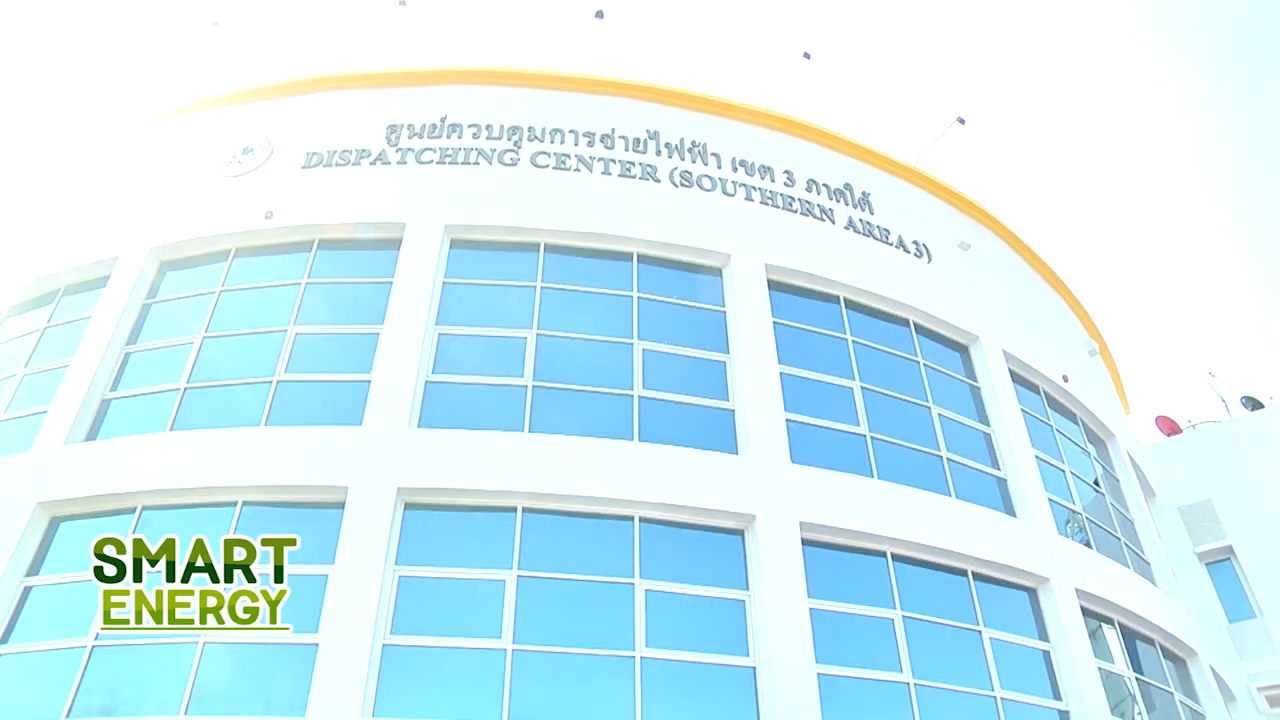 ศูนย์ควบคุมการจ่ายไฟฟ้า เขต 3 ภาคใต้
DISPATCHING CENTER (SOUTHERN AREA 3)
SMART
ENERGY